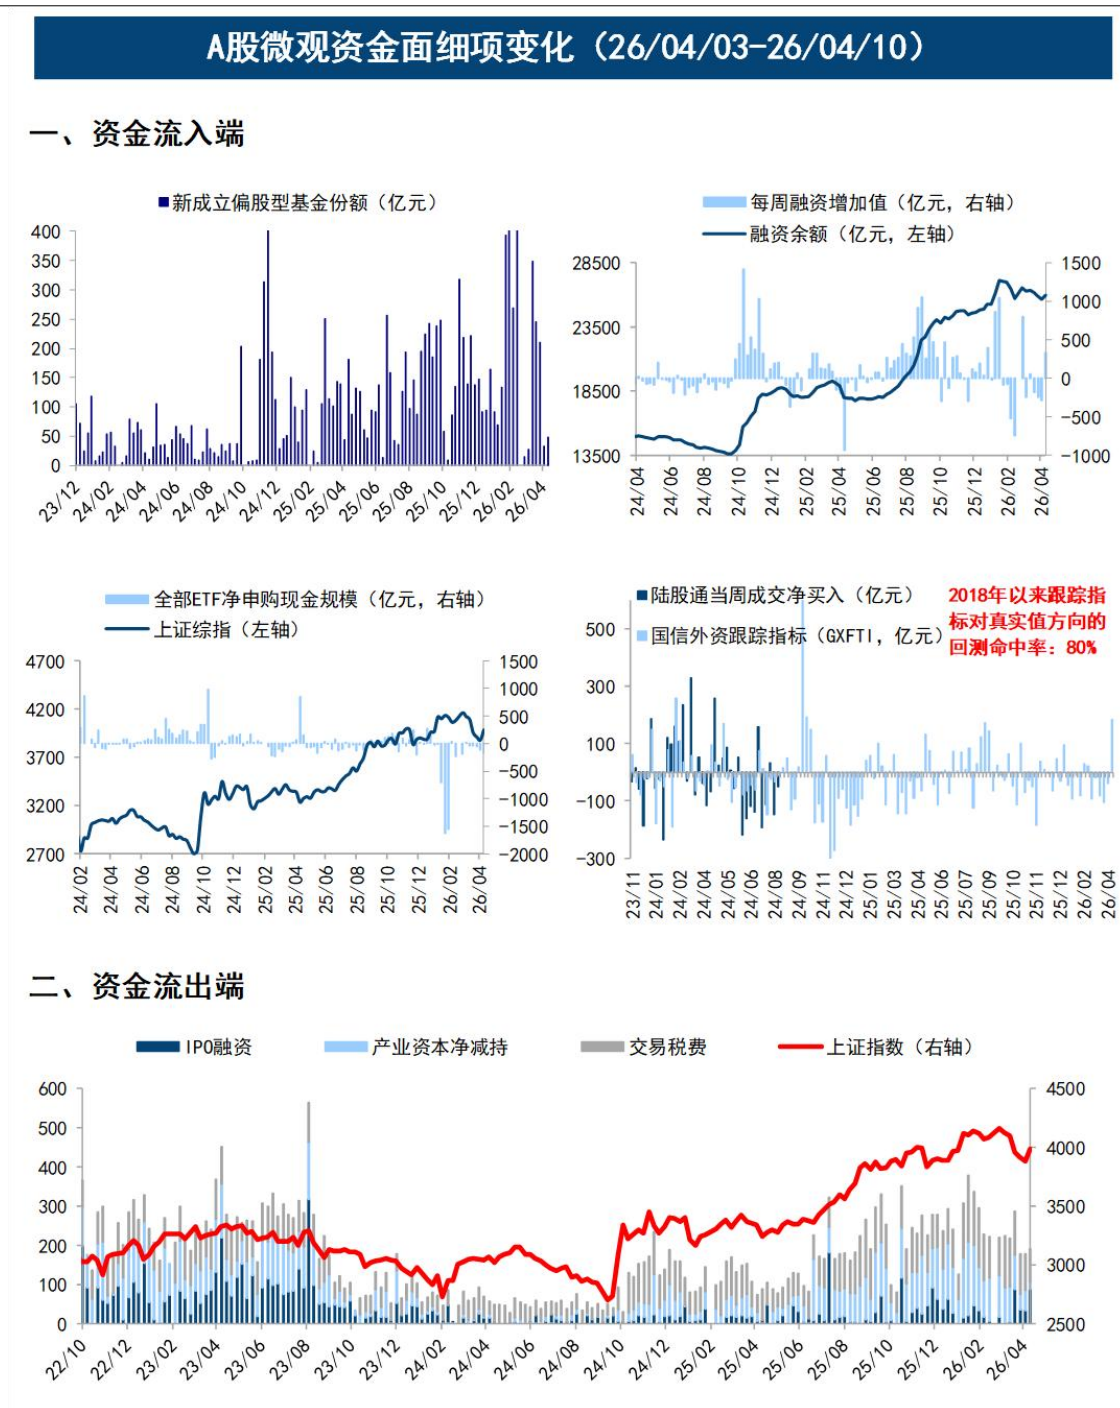 A股微观资金面细项变化（26/04/03-26/04/10）
一、资金流入端
新成立偏股型基金份额（亿元）
400
350
300
250
200
150
100
50
0
23/12 24/02 24/04 24/06 24/08 24/10 24/12 25/02 25/04 25/06 25/08 25/10 25/12 26/02 26/04
每周融资增加值（亿元，右轴）
融资余额（亿元，左轴）
28500
23500
18500
13500
1500
1000
500
0
-500
-1000
24/04 24/06 24/08 24/10 24/12 25/02 25/04 25/06 25/08 25/10 25/12 26/02 26/04
全部ETF净申购现金规模（亿元，右轴）
上证综指（左轴）
4700
4200
3700
3200
2700
1500
1000
500
0
-500
-1000
-1500
-2000
24/02 24/04 24/06 24/08 24/10 24/12 25/02 25/04 25/06 25/08 25/10 25/12 26/02 26/04
陆股通当周成交净买入（亿元）
国信外资跟踪指标（GXFTI，亿元）
2018年以来跟踪指
标对真实值方向的
回测命中率：80%
500
300
100
-100
-300
23/11 24/01 24/02 24/04 24/05 24/06 24/08 24/09 24/11 24/12 25/01 25/03 25/04 25/06 25/07 25/09 25/10 25/11 25/12 26/02 26/04
二、资金流出端
IPO融资 产业资本净减持 交易税费 上证指数（右轴）
600
500
400
300
200
100
0
4500
4000
3500
3000
2500
22/10 22/12 23/02 23/04 23/06 23/08 23/10 23/12 24/02 24/04 24/06 24/08 24/10 24/12 25/02 25/04 25/06 25/08 25/10 25/12 26/02 26/04